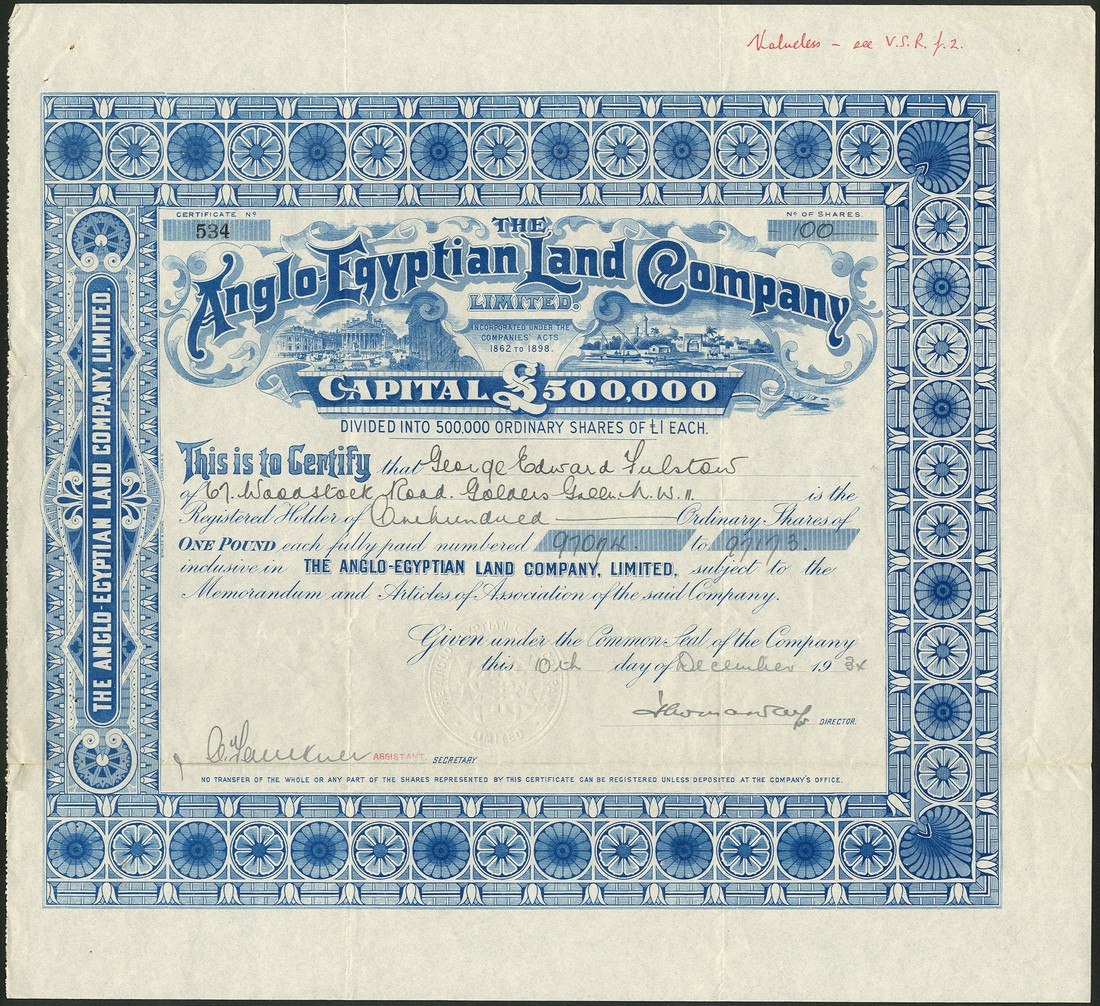 Valueless - see V.S.R. p.2.
CERTIFICATE Nº
534
Nº OF SHARES.
100
THE
Anglo-Egyptian Land Company
LIMITED.
INCORPORATED UNDER THE
COMPANIES' ACTS
1862 TO 1898.
CAPITAL £500,000
DIVIDED INTO 500,000 ORDINARY SHARES OF £1 EACH.
This is to Certify that George Edward Fulstow
of 67, Woodstock Road, Golders Green. N.W.11. is the
Registered Holder of One hundred Ordinary Shares of
ONE POUND each fully paid numbered 97074. to 97173.
inclusive in THE ANGLO-EGYPTIAN LAND COMPANY, LIMITED, subject to the
Memorandum and Articles of Association of the said Company.
Given under the Common Seal of the Company
this 10th day of December 1934
DIRECTOR.
A. Faulkner ASSISTANT SECRETARY
NO TRANSFER OF THE WHOLE OR ANY PART OF THE SHARES REPRESENTED BY THIS CERTIFICATE CAN BE REGISTERED UNLESS DEPOSITED AT THE COMPANY'S OFFICE.
THE ANGLO-EGYPTIAN LAND COMPANY, LIMITED.